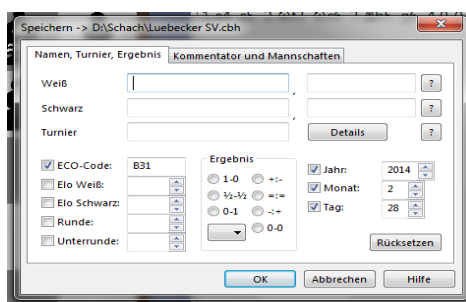 Speichern -> D:\Schach\Luebecker SV.cbh
Namen, Turnier, Ergebnis Kommentator und Mannschaften
Weiß , ?
Schwarz , ?
Turnier Details ?
ECO-Code: B31
Elo Weiß:
Elo Schwarz:
Runde:
Unterrunde:
Ergebnis
1-0 +:-
½-½ =:=
0-1 -:+
0-0
Jahr: 2014
Monat: 2
Tag: 28
Rücksetzen
OK Abbrechen Hilfe